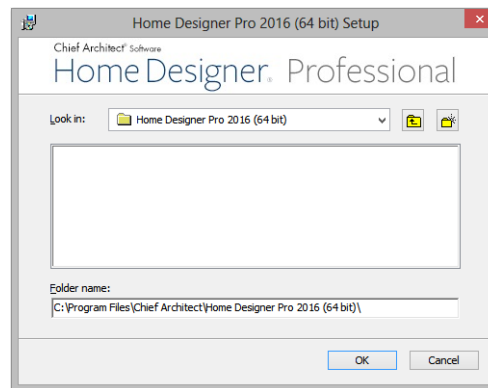 Home Designer Pro 2016 (64 bit) Setup
Chief Architect® Software
Home Designer® Professional
Look in:
Home Designer Pro 2016 (64 bit)
Folder name:
C:\Program Files\Chief Architect\Home Designer Pro 2016 (64 bit)\
OK
Cancel